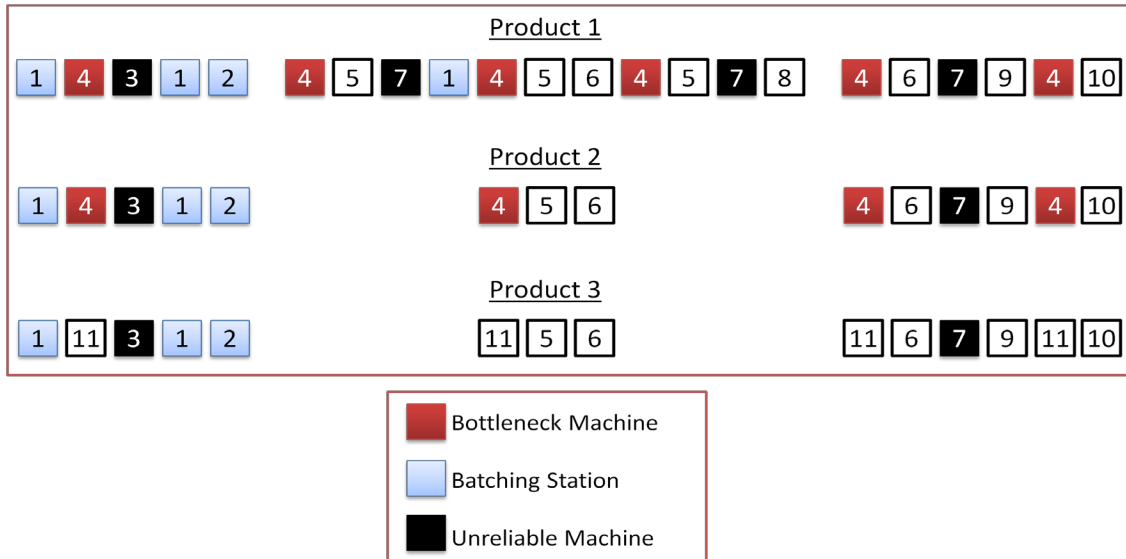 Product 1
1 4 3 1 2 4 5 7 1 4 5 6 4 5 7 8 4 6 7 9 4 10
Product 2
1 4 3 1 2 4 5 6 4 6 7 9 4 10
Product 3
1 11 3 1 2 11 5 6 11 6 7 9 11 10
Bottleneck Machine
Batching Station
Unreliable Machine